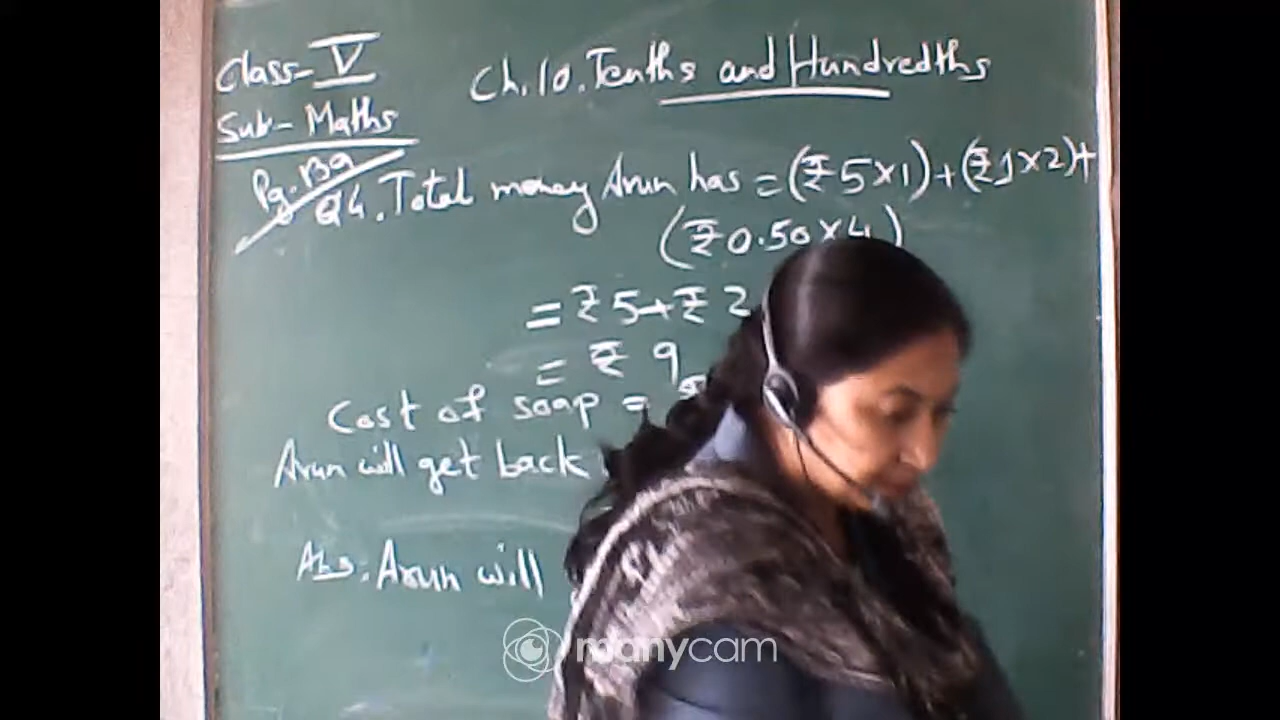 Class-V
Ch.10.Tenths and Hundredths
Sub- Maths
Pg-139
Q4.Total money Arun has = (₹5×1)+(₹1×2)+
(₹0.50×4)
= ₹5+₹2
= ₹ 9
Cost of soap =
Arun will get back
Ans: Arun will
manycam